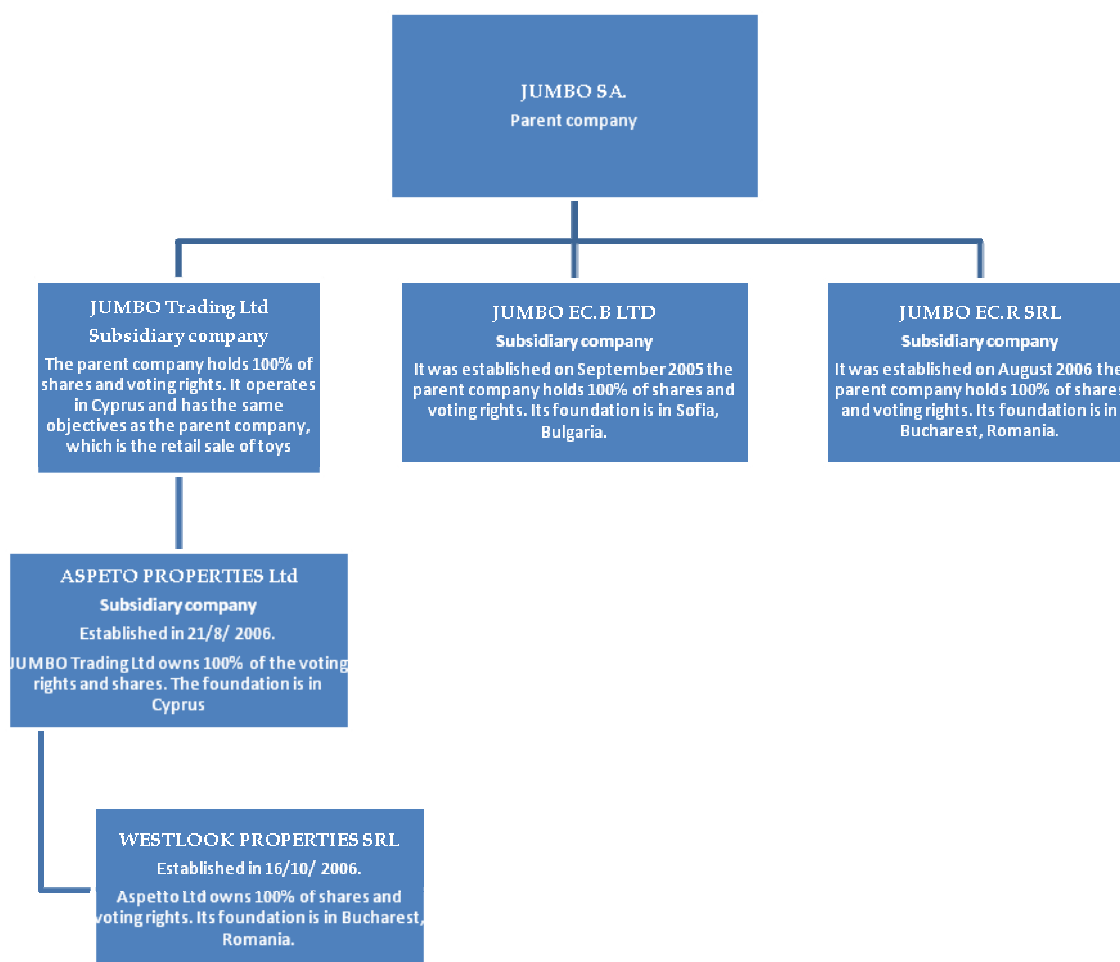 JUMBO SA.
Parent company
JUMBO Trading Ltd
Subsidiary company
The parent company holds 100% of
shares and voting rights. It operates
in Cyprus and has the same
objectives as the parent company,
which is the retail sale of toys
JUMBO EC.B LTD
Subsidiary company
It was established on September 2005 the
parent company holds 100% of shares and
voting rights. Its foundation is in Sofia,
Bulgaria.
JUMBO EC.R SRL
Subsidiary company
It was established on August 2006 the
parent company holds 100% of shares
and voting rights. Its foundation is in
Bucharest, Romania.
ASPETO PROPERTIES Ltd
Subsidiary company
Established in 21/8/ 2006.
JUMBO Trading Ltd owns 100% of the voting
rights and shares. The foundation is in
Cyprus
WESTLOOK PROPERTIES SRL
Established in 16/10/ 2006.
Aspetto Ltd owns 100% of shares and
voting rights. Its foundation is in Bucharest,
Romania.